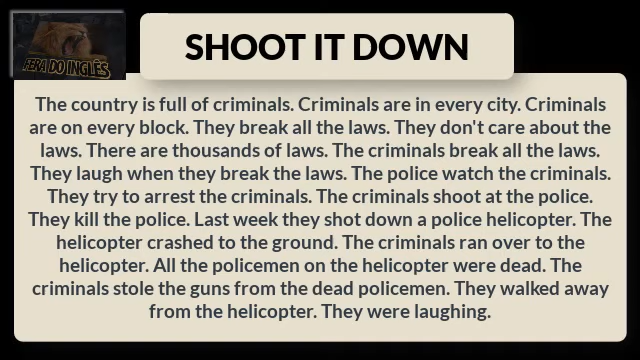 FERA DO INGLÊS
SHOOT IT DOWN
The country is full of criminals. Criminals are in every city. Criminals
are on every block. They break all the laws. They don't care about the
laws. There are thousands of laws. The criminals break all the laws.
They laugh when they break the laws. The police watch the criminals.
They try to arrest the criminals. The criminals shoot at the police.
They kill the police. Last week they shot down a police helicopter. The
helicopter crashed to the ground. The criminals ran over to the
helicopter. All the policemen on the helicopter were dead. The
criminals stole the guns from the dead policemen. They walked away
from the helicopter. They were laughing.